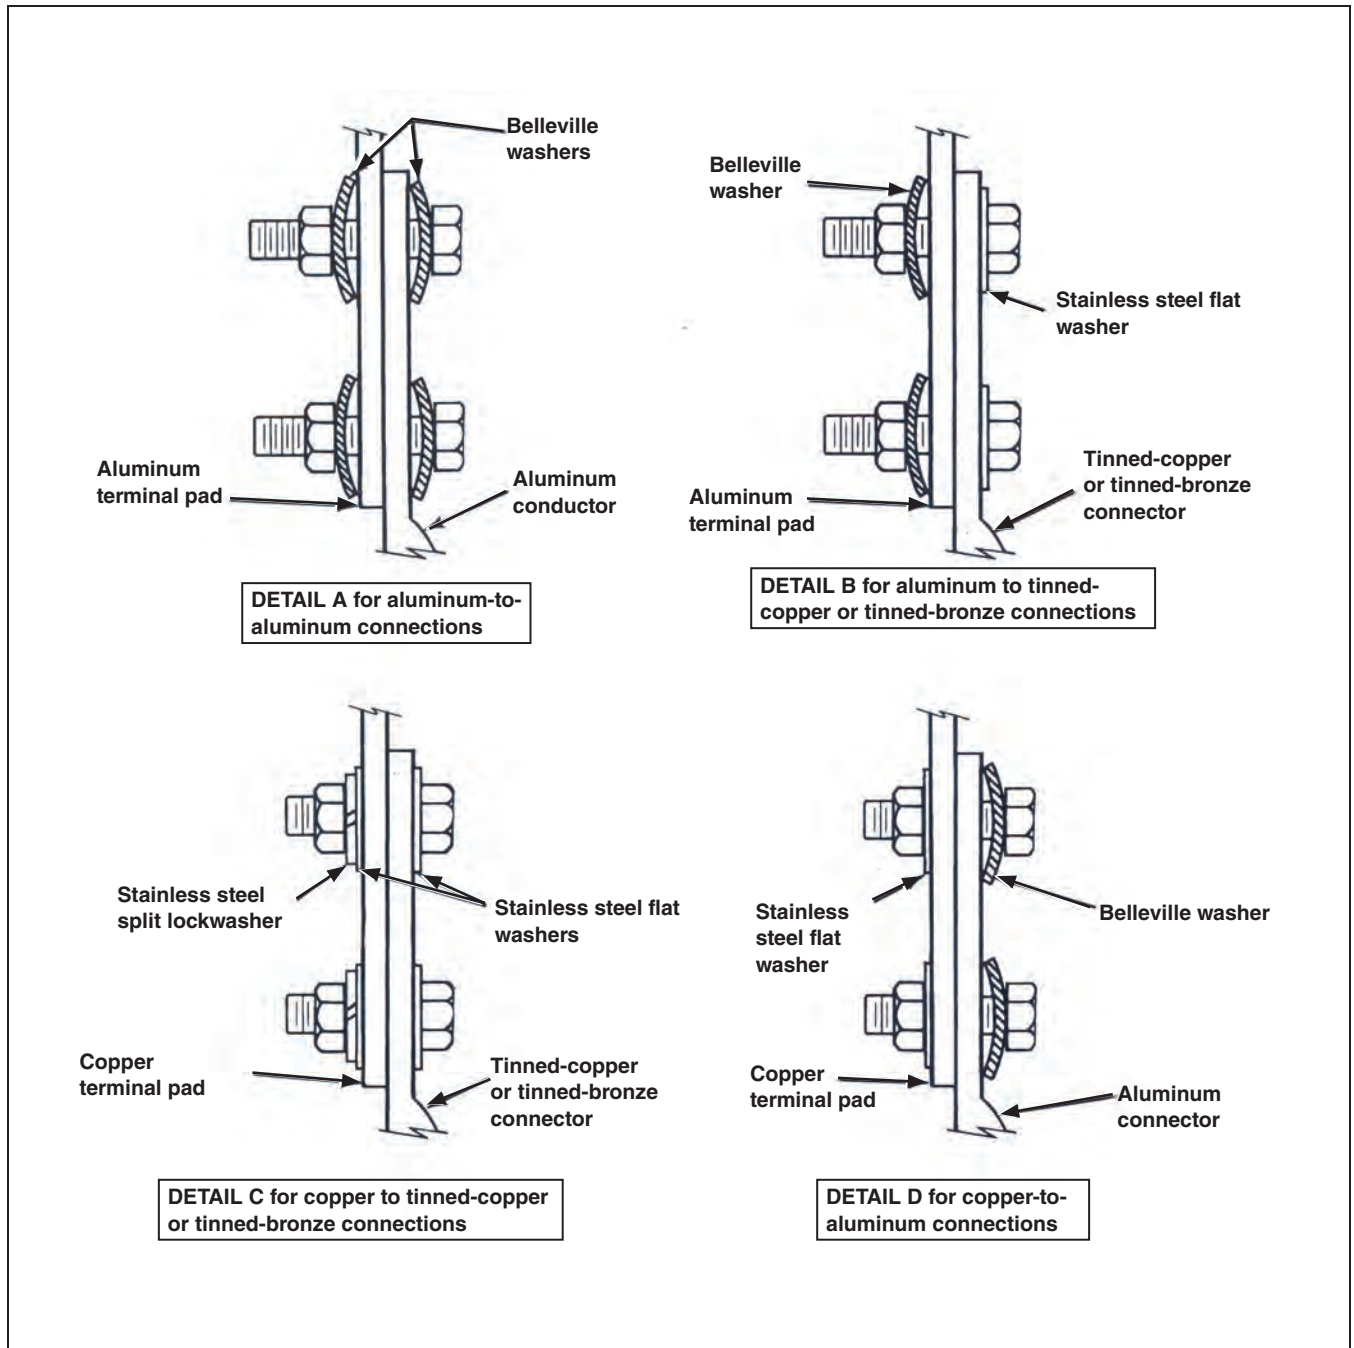 Belleville
washers
Aluminum
terminal pad
Aluminum
conductor
DETAIL A for aluminum-to-
aluminum connections
Belleville
washer
Stainless steel flat
washer
Aluminum
terminal pad
Tinned-copper
or tinned-bronze
connector
DETAIL B for aluminum to tinned-
copper or tinned-bronze connections
Stainless steel
split lockwasher
Stainless steel flat
washers
Copper
terminal pad
Tinned-copper
or tinned-bronze
connector
DETAIL C for copper to tinned-copper
or tinned-bronze connections
Stainless
steel flat
washer
Belleville washer
Copper
terminal pad
Aluminum
connector
DETAIL D for copper-to-
aluminum connections